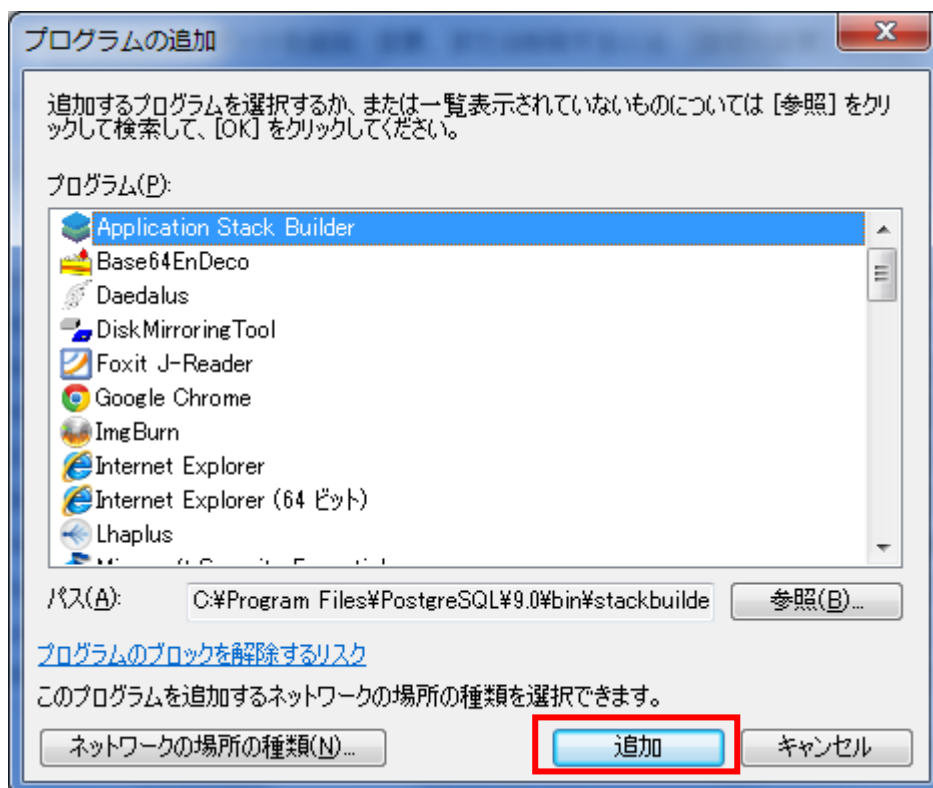 プログラムの追加
追加するプログラムを選択するか、または一覧表示されていないものについては [参照] をクリ
ックして検索して、[OK] をクリックしてください。
プログラム(P):
Application Stack Builder
Base64EnDeco
Daedalus
DiskMirroringTool
Foxit J-Reader
Google Chrome
ImgBurn
Internet Explorer
Internet Explorer (64 ビット)
Lhaplus
パス(A): C:¥Program Files¥PostgreSQL¥9.0¥bin¥stackbuilde 参照(B)...
プログラムのブロックを解除するリスク
このプログラムを追加するネットワークの場所の種類を選択できます。
ネットワークの場所の種類(N)... 追加 キャンセル